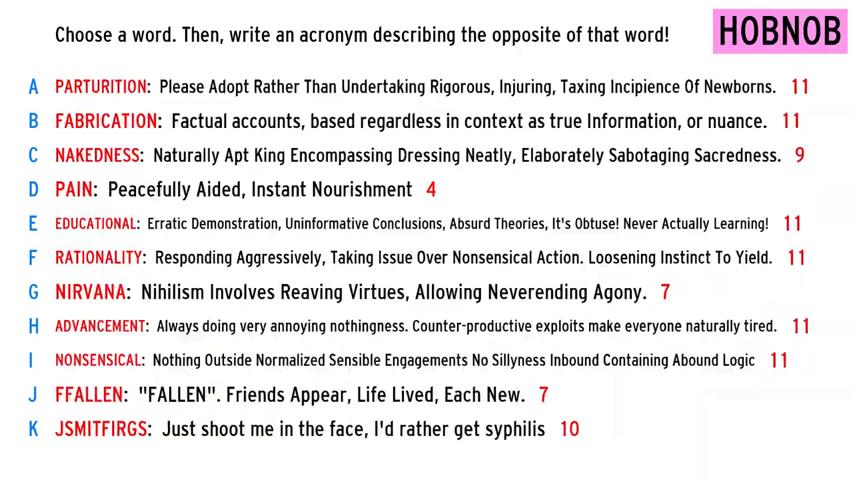 Choose a word. Then, write an acronym describing the opposite of that word!
HOBNOB
A PARTURITION: Please Adopt Rather Than Undertaking Rigorous, Injuring, Taxing Incipience Of Newborns. 11
B FABRICATION: Factual accounts, based regardless in context as true Information, or nuance. 11
C NAKEDNESS: Naturally Apt King Encompassing Dressing Neatly, Elaborately Sabotaging Sacredness. 9
D PAIN: Peacefully Aided, Instant Nourishment 4
E EDUCATIONAL: Erratic Demonstration, Uninformative Conclusions, Absurd Theories, It's Obtuse! Never Actually Learning! 11
F RATIONALITY: Responding Aggressively, Taking Issue Over Nonsensical Action. Loosening Instinct To Yield. 11
G NIRVANA: Nihilism Involves Reaving Virtues, Allowing Neverending Agony. 7
H ADVANCEMENT: Always doing very annoying nothingness. Counter-productive exploits make everyone naturally tired. 11
I NONSENSICAL: Nothing Outside Normalized Sensible Engagements No Sillyness Inbound Containing Abound Logic 11
J FFALLEN: "FALLEN". Friends Appear, Life Lived, Each New. 7
K JSMITFIRGS: Just shoot me in the face, I'd rather get syphilis 10